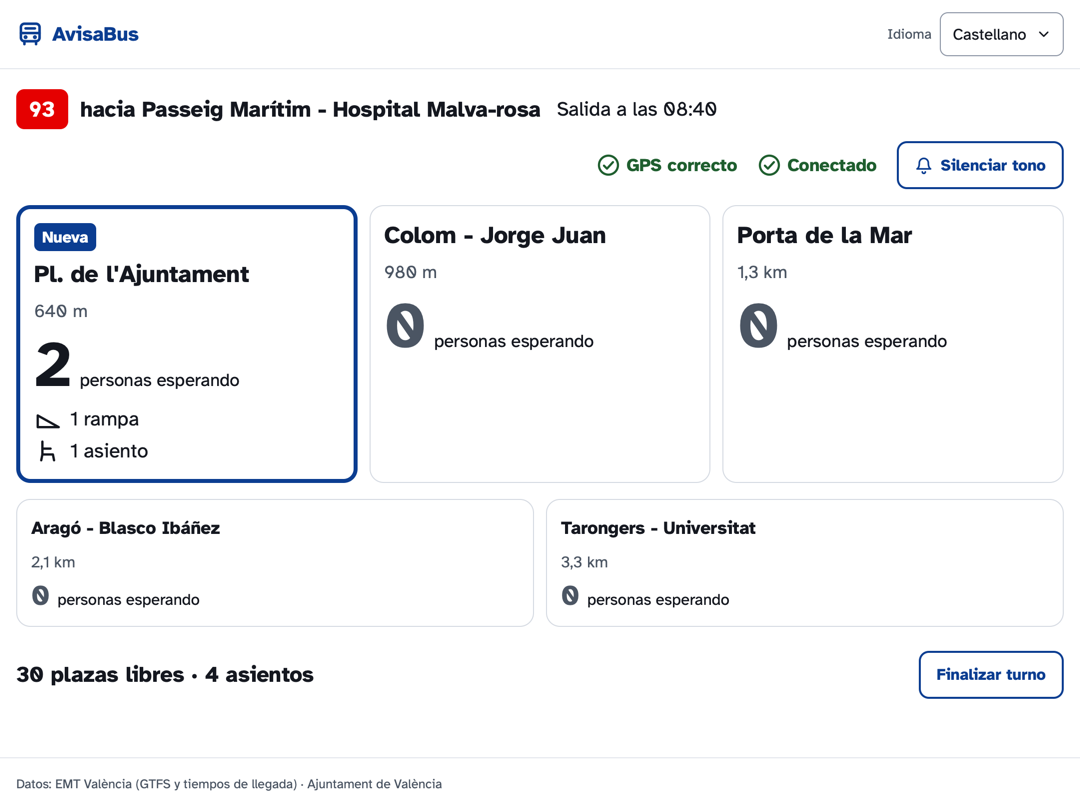 AvisaBus
Idioma
Castellano
93
hacia Passeig Marítim - Hospital Malva-rosa
Salida a las 08:40
GPS correcto
Conectado
Silenciar tono
Nueva
Pl. de l'Ajuntament
640 m
2 personas esperando
1 rampa
1 asiento
Colom - Jorge Juan
980 m
0 personas esperando
Porta de la Mar
1,3 km
0 personas esperando
Aragó - Blasco Ibáñez
2,1 km
0 personas esperando
Tarongers - Universitat
3,3 km
0 personas esperando
30 plazas libres · 4 asientos
Finalizar turno
Datos: EMT València (GTFS y tiempos de llegada) · Ajuntament de València